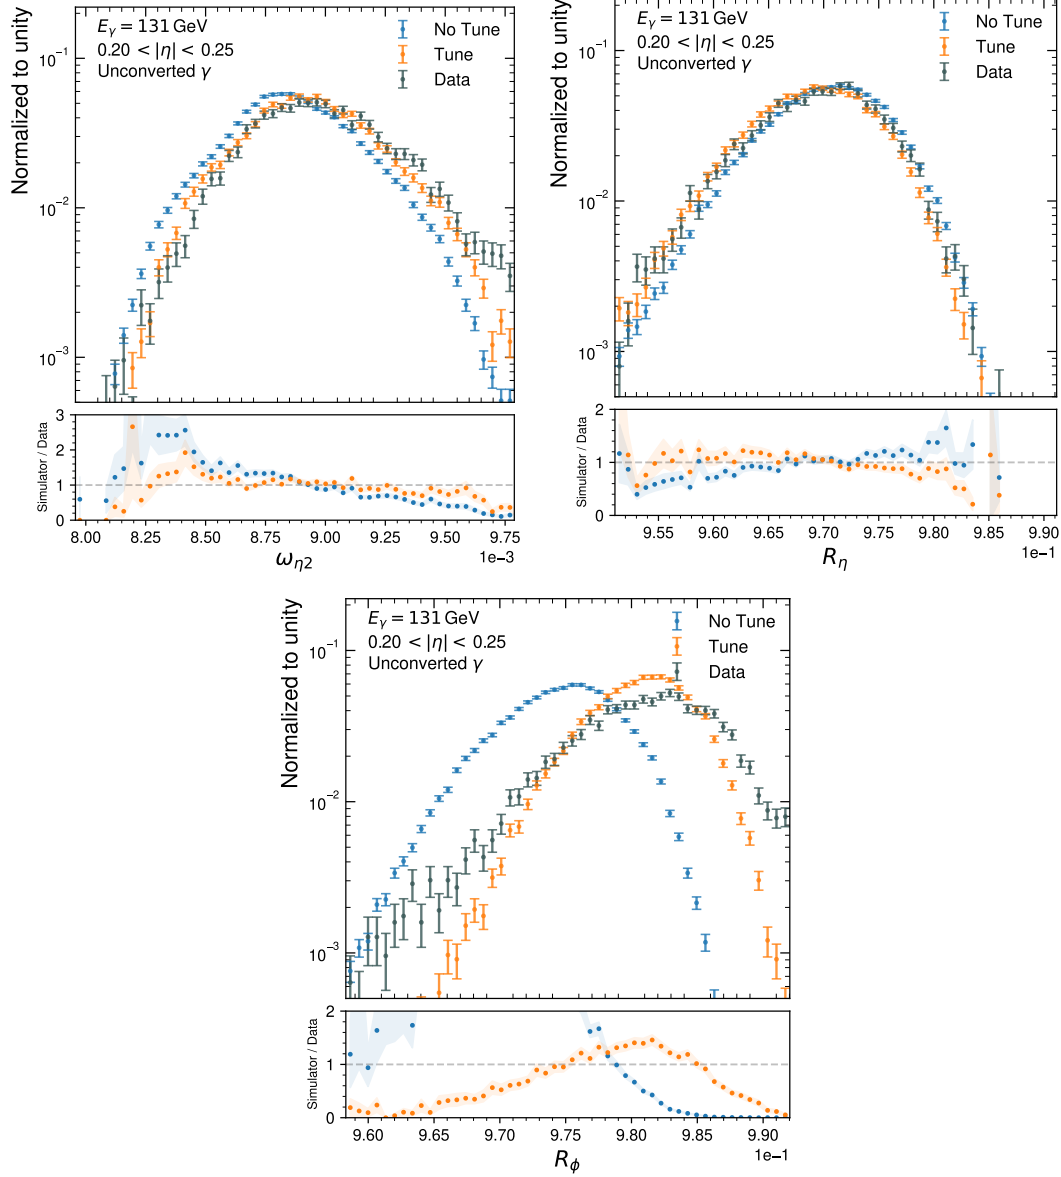 Normalized to unity
E_γ = 131 GeV
0.20 < |η| < 0.25
Unconverted γ
No Tune
Tune
Data
10⁻¹
10⁻²
10⁻³
Simulator / Data
3
2
1
0
8.00 8.25 8.50 8.75 9.00 9.25 9.50 9.75
1e−3
ω_η2
Normalized to unity
E_γ = 131 GeV
0.20 < |η| < 0.25
Unconverted γ
No Tune
Tune
Data
10⁻¹
10⁻²
10⁻³
Simulator / Data
2
1
0
9.55 9.60 9.65 9.70 9.75 9.80 9.85 9.90
1e−1
R_η
Normalized to unity
E_γ = 131 GeV
0.20 < |η| < 0.25
Unconverted γ
No Tune
Tune
Data
10⁻¹
10⁻²
10⁻³
Simulator / Data
2
1
0
9.60 9.65 9.70 9.75 9.80 9.85 9.90
1e−1
R_ϕ